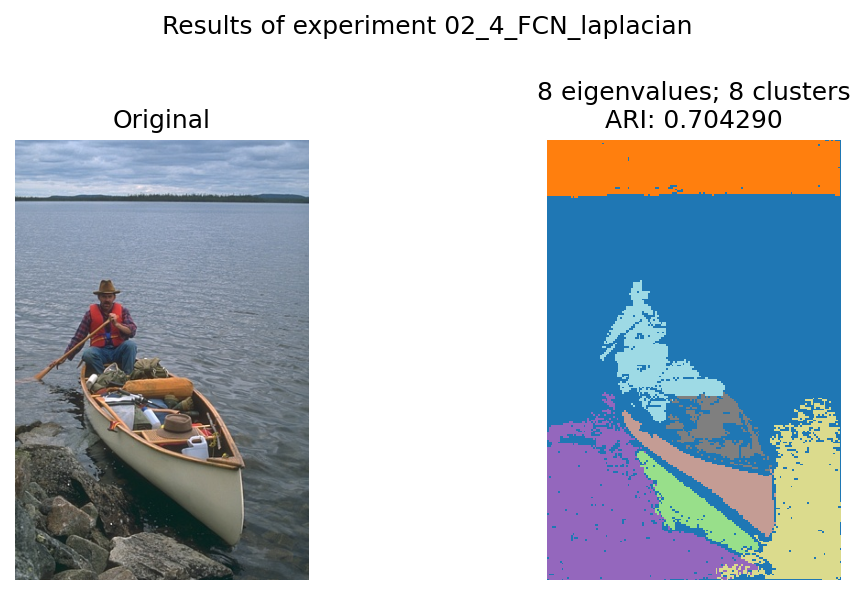 Results of experiment 02_4_FCN_laplacian
Original
8 eigenvalues; 8 clusters
ARI: 0.704290